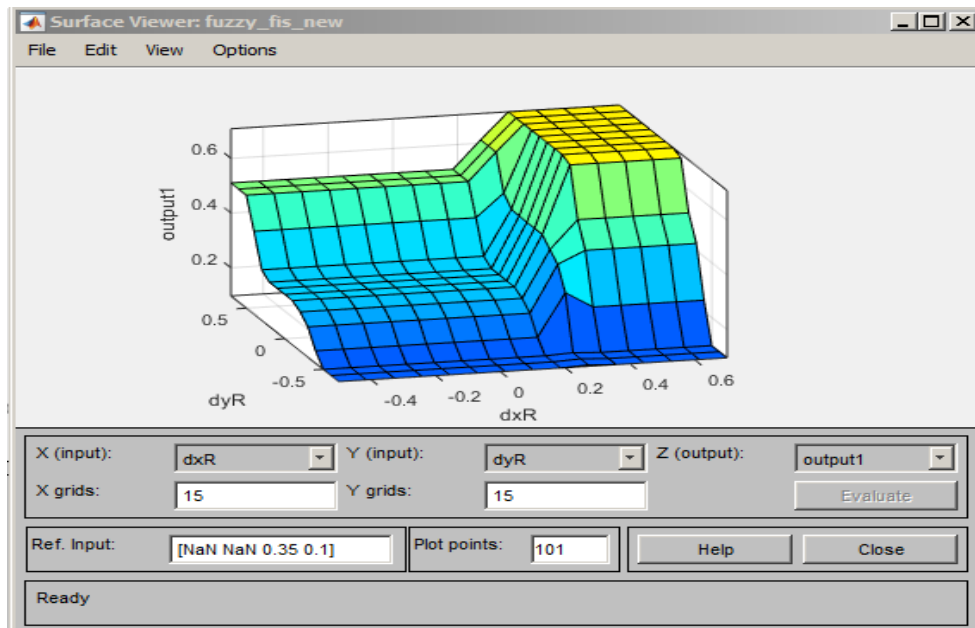 Surface Viewer: fuzzy_fis_new
File Edit View Options
0.6
0.4
0.2
output1
0.5
0
-0.5
dyR
-0.4 -0.2 0 0.2 0.4 0.6
dxR
X (input): dxR Y (input): dyR Z (output): output1
X grids: 15 Y grids: 15 Evaluate
Ref. Input: [NaN NaN 0.35 0.1] Plot points: 101 Help Close
Ready